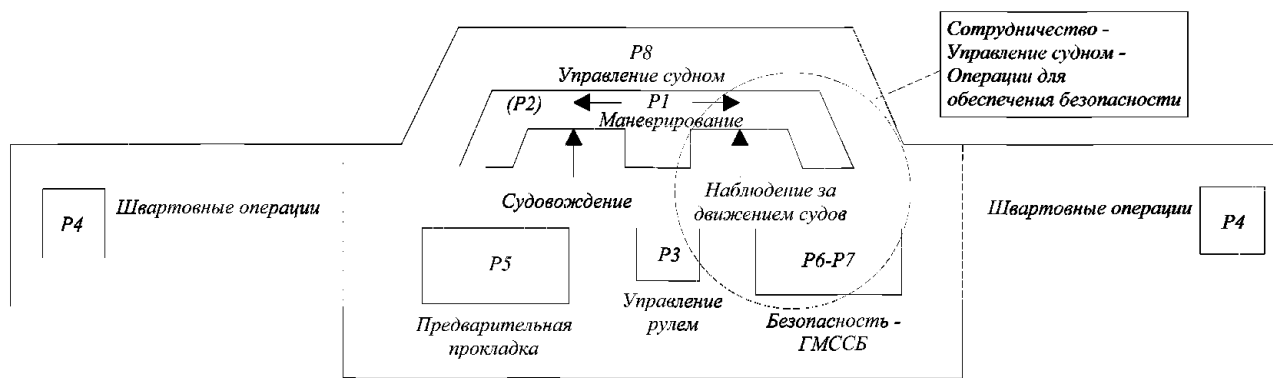 Сотрудничество -
Управление судном -
Операции для
обеспечения безопасности
P8
Управление судном
(P2)
P1
Маневрирование
P4
Швартовные операции
Судовождение
Наблюдение за
движением судов
Швартовные операции
P4
P5
P3
P6-P7
Предварительная
прокладка
Управление
рулем
Безопасность -
ГМССБ